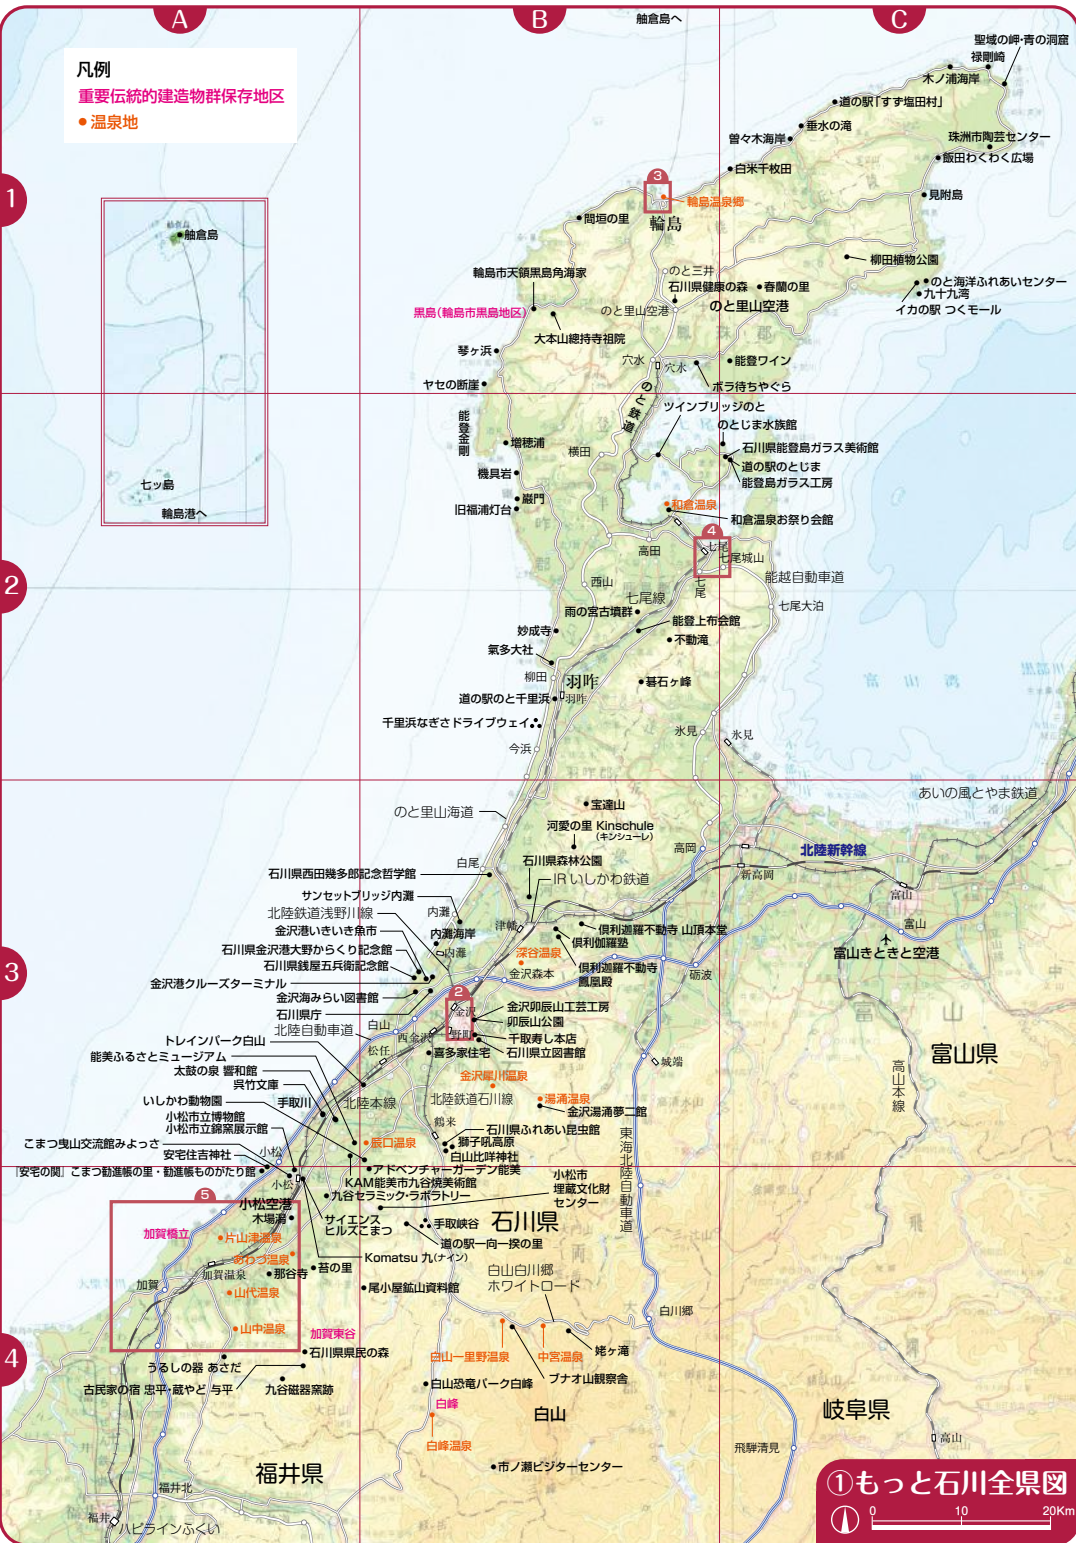 A
B
C
1
2
3
4
凡例
重要伝統的建造物群保存地区
●温泉地
舳倉島へ
聖域の岬・青の洞窟
禄剛崎
木ノ浦海岸
道の駅「すず塩田村」
垂水の滝
曽々木海岸
珠洲市陶芸センター
飯田わくわく広場
白米千枚田
見附島
3
輪島温泉郷
輪島
間垣の里
舳倉島
七ッ島
輪島港へ
柳田植物公園
のと三井
輪島市天領黒島角海家
石川県健康の森
春蘭の里
のと海洋ふれあいセンター
九十九湾
イカの駅 つくモール
黒島(輪島市黒島地区)
のと里山空港
のと里山空港
大本山總持寺祖院
琴ヶ浜
穴水
穴水
能登ワイン
ヤセの断崖
ボラ待ちやぐら
のと鉄道
ツインブリッジのと
のとじま水族館
能登金剛
増穂浦
横田
石川県能登島ガラス美術館
道の駅のとじま
能登島ガラス工房
機具岩
巌門
旧福浦灯台
和倉温泉
和倉温泉お祭り会館
4
高田
七尾
七尾城山
七尾
能越自動車道
西山
七尾線
七尾大泊
雨の宮古墳群
能登上布会館
妙成寺
不動滝
氣多大社
柳田
羽咋
羽咋
碁石ヶ峰
道の駅のと千里浜
富山湾
黒部川
千里浜なぎさドライブウェイ
今浜
氷見
氷見
あいの風とやま鉄道
のと里山海道
宝達山
河愛の里 Kinschule
(キンシューレ)
高岡
北陸新幹線
白尾
石川県森林公園
石川県西田幾多郎記念哲学館
IRいしかわ鉄道
新高岡
富山
サンセットブリッジ内灘
北陸鉄道浅野川線
内灘
津幡
倶利迦羅不動寺 山頂本堂
富山
金沢港いきいき魚市
内灘海岸
倶利伽羅塾
石川県金沢港大野からくり記念館
内灘
深谷温泉
富山きときと空港
石川県銭屋五兵衛記念館
金沢森本
倶利迦羅不動寺
鳳凰殿
砺波
金沢港クルーズターミナル
金沢海みらい図書館
2
石川県庁
金沢
金沢卯辰山工芸工房
卯辰山公園
北陸自動車道
白山
西金沢
野町
千取寿し本店
トレインパーク白山
松任
喜多家住宅
石川県立図書館
富山県
能美ふるさとミュージアム
城端
太鼓の泉 響和館
金沢犀川温泉
呉竹文庫
手取川
北陸本線
北陸鉄道石川線
湯涌温泉
いしかわ動物園
金沢湯涌夢二館
高山本線
小松市立博物館
小松市立錦窯展示館
鶴来
石川県ふれあい昆虫館
こまつ曳山交流館みよっさ
辰口温泉
獅子吼高原
東海北陸自動車道
安宅住吉神社
小松
白山比咩神社
「安宅の関」こまつ勧進帳の里・勧進帳ものがたり館
アドベンチャーガーデン能美
小松
KAM能美市九谷焼美術館
小松市
埋蔵文化財
センター
5
小松空港
九谷セラミック・ラボラトリー
木場潟
石川県
加賀橋立
サイエンス
ヒルズこまつ
手取峡谷
道の駅一向一揆の里
片山津温泉
あわづ温泉
Komatsu 九(ナイン)
加賀温泉
那谷寺
苔の里
白山白川郷
ホワイトロード
加賀
山代温泉
尾小屋鉱山資料館
白川郷
山中温泉
加賀東谷
白山一里野温泉
中宮温泉
姥ヶ滝
石川県県民の森
ブナオ山観察舎
うるしの器 あさだ
古民家の宿 忠平・蔵やど 与平
九谷磁器窯跡
白山恐竜パーク白峰
白峰
岐阜県
白山
白峰温泉
飛騨清見
高山
福井県
市ノ瀬ビジターセンター
福井北
福井
ハピラインふくい
①もっと石川全県図
0 10 20Km